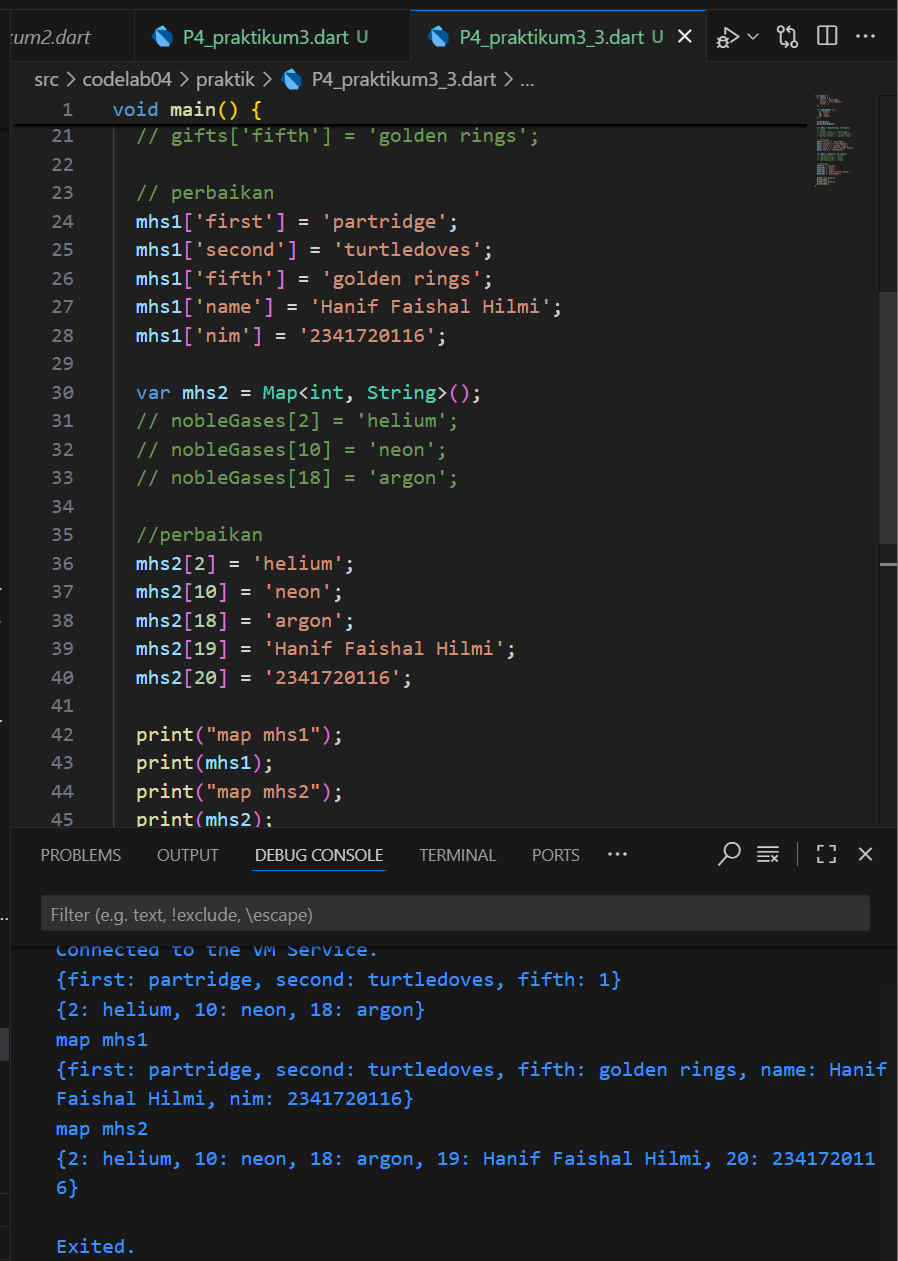 kum2.dart P4_praktikum3.dart U P4_praktikum3_3.dart U
src > codelab04 > praktik > P4_praktikum3_3.dart > ...
1 void main() {
21 // gifts['fifth'] = 'golden rings';
22
23 // perbaikan
24 mhs1['first'] = 'partridge';
25 mhs1['second'] = 'turtledoves';
26 mhs1['fifth'] = 'golden rings';
27 mhs1['name'] = 'Hanif Faishal Hilmi';
28 mhs1['nim'] = '2341720116';
29
30 var mhs2 = Map<int, String>();
31 // nobleGases[2] = 'helium';
32 // nobleGases[10] = 'neon';
33 // nobleGases[18] = 'argon';
34
35 //perbaikan
36 mhs2[2] = 'helium';
37 mhs2[10] = 'neon';
38 mhs2[18] = 'argon';
39 mhs2[19] = 'Hanif Faishal Hilmi';
40 mhs2[20] = '2341720116';
41
42 print("map mhs1");
43 print(mhs1);
44 print("map mhs2");
45 print(mhs2);
PROBLEMS OUTPUT DEBUG CONSOLE TERMINAL PORTS ...
Filter (e.g. text, !exclude, \escape)
Connected to the VM Service.
{first: partridge, second: turtledoves, fifth: 1}
{2: helium, 10: neon, 18: argon}
map mhs1
{first: partridge, second: turtledoves, fifth: golden rings, name: Hanif
Faishal Hilmi, nim: 2341720116}
map mhs2
{2: helium, 10: neon, 18: argon, 19: Hanif Faishal Hilmi, 20: 234172011
6}
Exited.